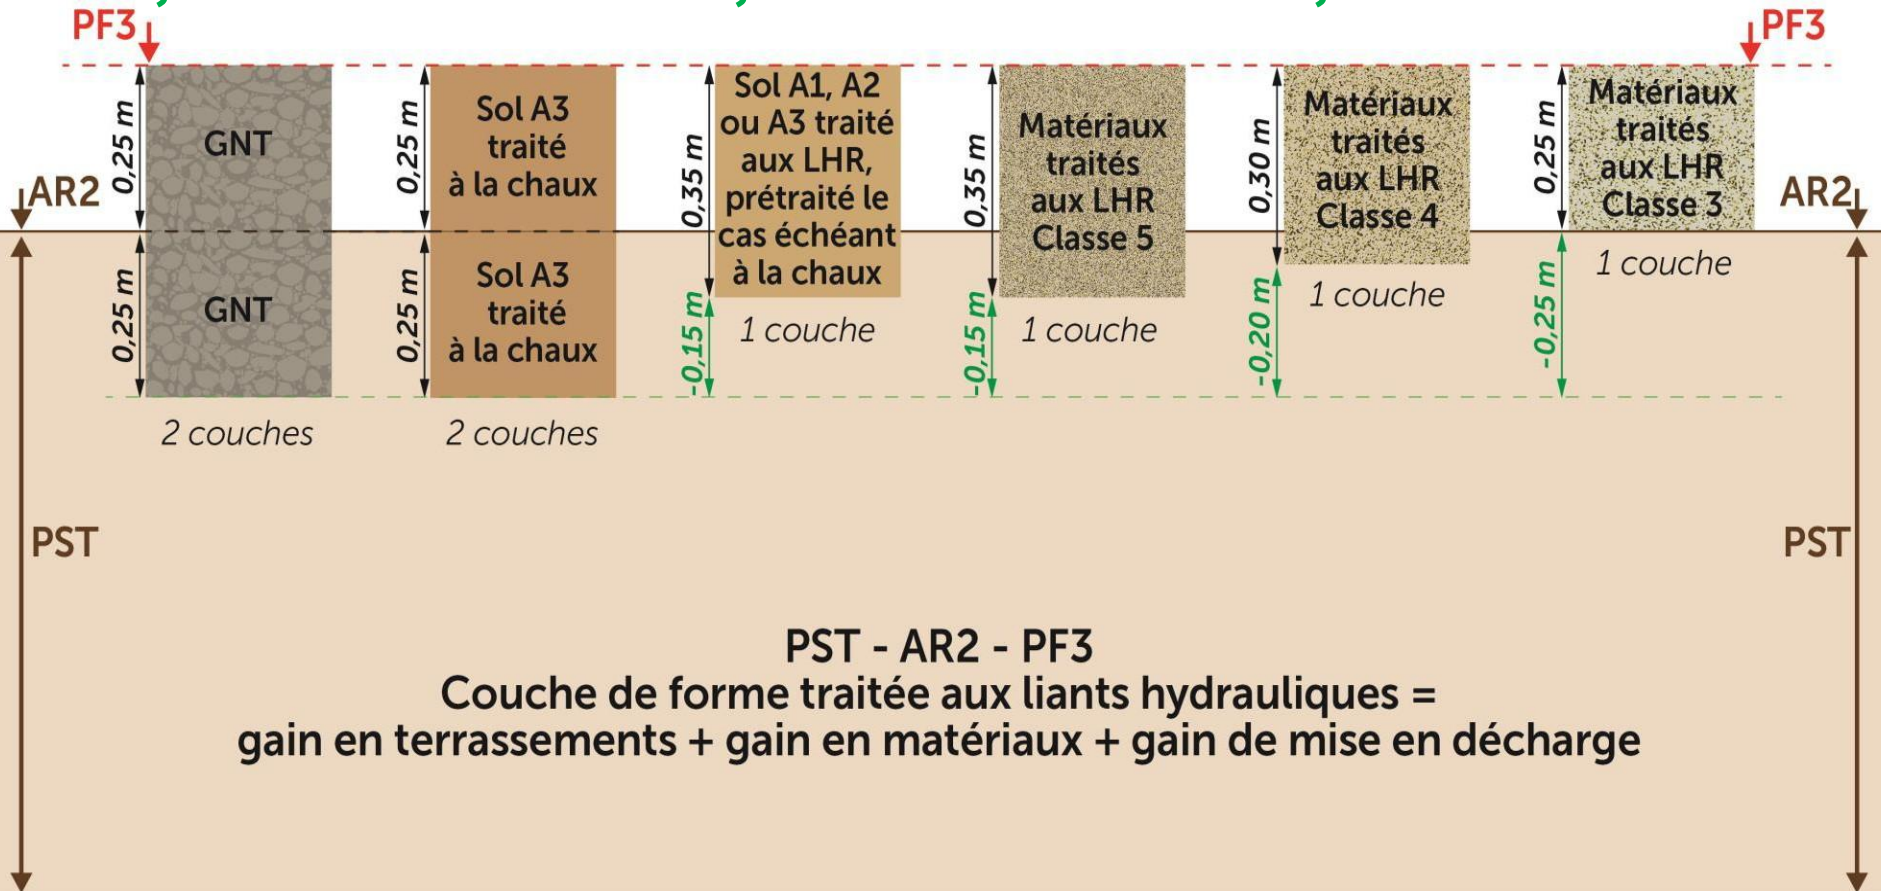 PF3
PF3
AR2
AR2
0,25 m
GNT
0,25 m
GNT
2 couches
0,25 m
Sol A3
traité
à la chaux
0,25 m
Sol A3
traité
à la chaux
2 couches
0,35 m
Sol A1, A2
ou A3 traité
aux LHR,
prétraité le
cas échéant
à la chaux
-0,15 m
1 couche
0,35 m
Matériaux
traités
aux LHR
Classe 5
-0,15 m
1 couche
0,30 m
Matériaux
traités
aux LHR
Classe 4
-0,20 m
1 couche
0,25 m
Matériaux
traités
aux LHR
Classe 3
-0,25 m
1 couche
PST
PST
PST - AR2 - PF3
Couche de forme traitée aux liants hydrauliques =
gain en terrassements + gain en matériaux + gain de mise en décharge